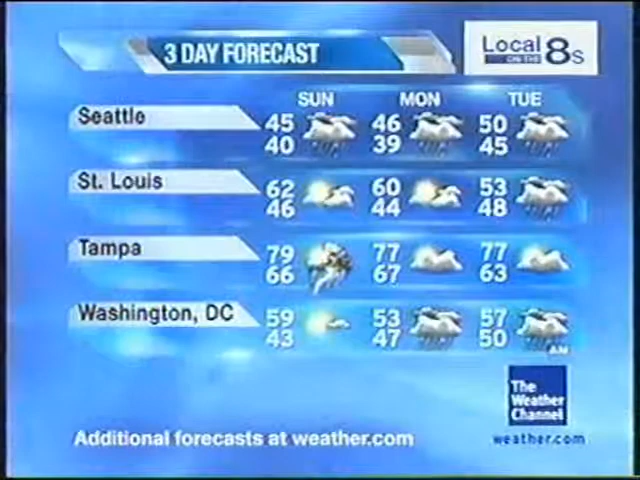 3 DAY FORECAST
Local
ON THE
8s
SUN MON TUE
Seattle 45 46 50
40 39 45
St. Louis 62 60 53
46 44 48
Tampa 79 77 77
66 67 63
Washington, DC 59 53 57
43 47 50
AM
The
Weather
Channel
Additional forecasts at weather.com
weather.com